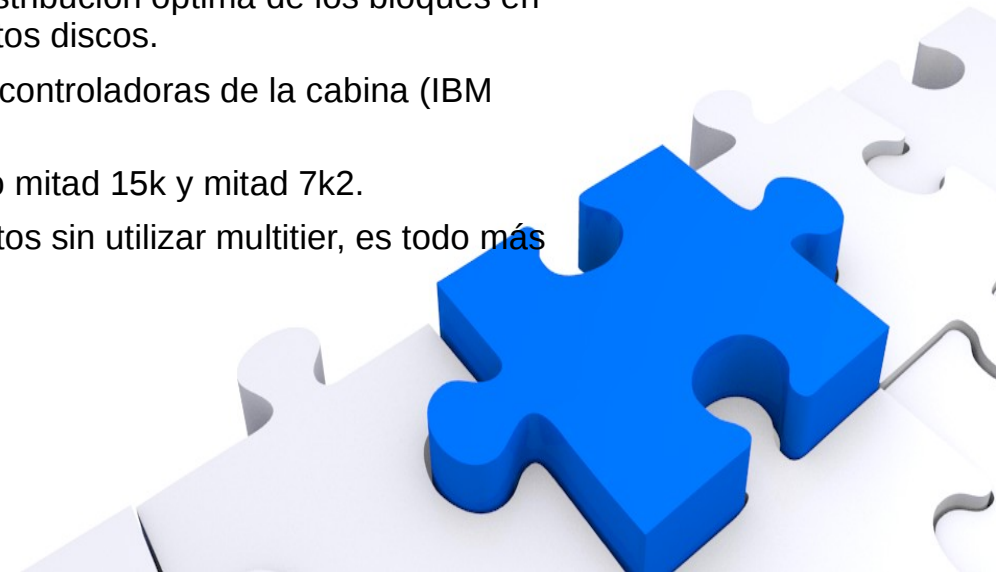 stribución óptima de los bloques en
tos discos.
controladoras de la cabina (IBM
o mitad 15k y mitad 7k2.
tos sin utilizar multitier, es todo más